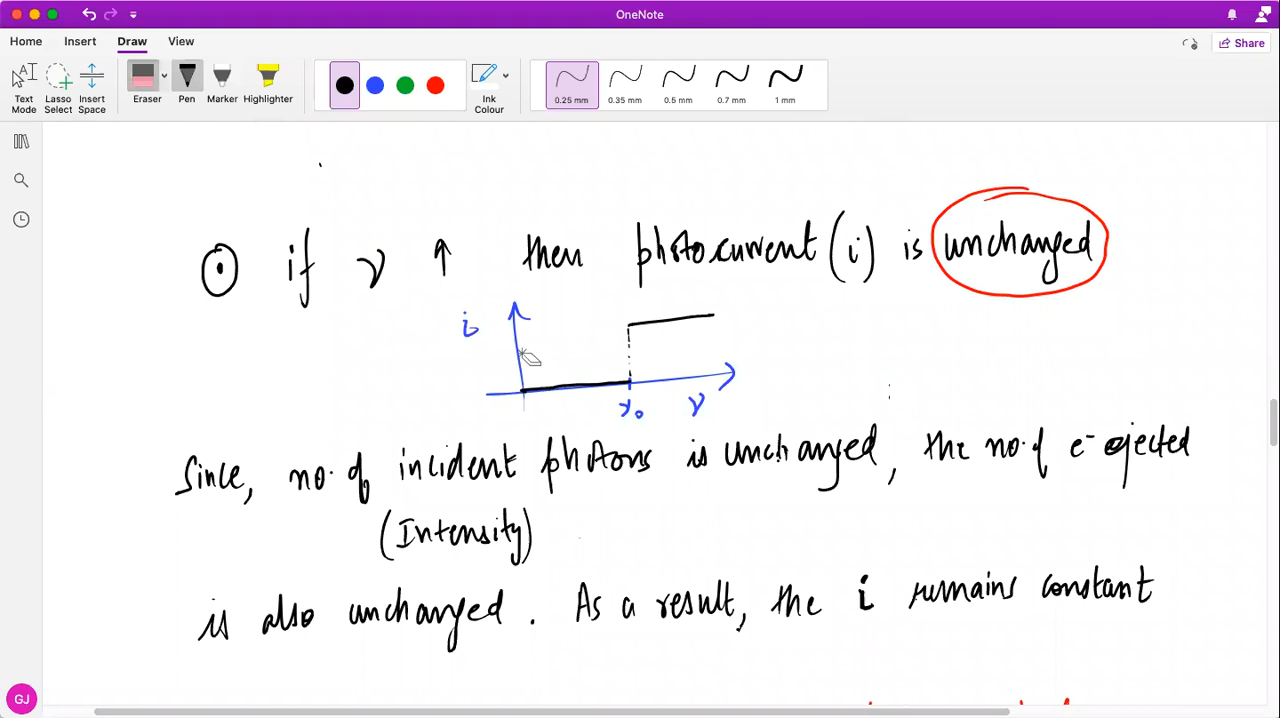 OneNote
Home Insert Draw View
Share
Text Mode
Lasso Select
Insert Space
Eraser
Pen
Marker
Highlighter
Ink Colour
0.25 mm
0.35 mm
0.5 mm
0.7 mm
1 mm
if ν ↑ then photocurrent (i) is unchanged
i
ν₀ ν
Since, no. of incident photons is unchanged, the no. of e⁻ ejected
(Intensity)
is also unchanged. As a result, the i remains constant
GJ